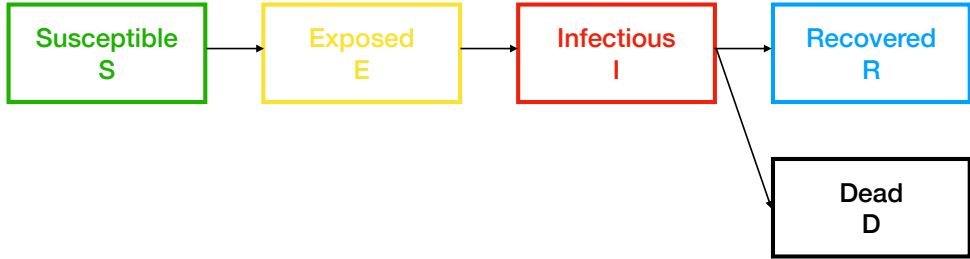 Susceptible
S
Exposed
E
Infectious
I
Recovered
R
Dead
D